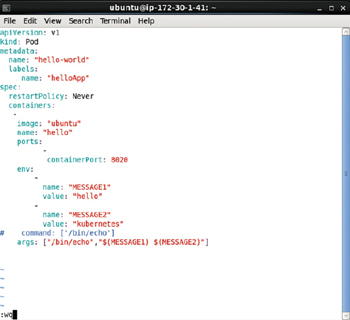 ubuntu@ip-172-30-1-41: ~
File Edit View Search Terminal Help
apiVersion: v1
kind: Pod
metadata:
  name: "hello-world"
  labels:
     name: "helloApp"
spec:
  restartPolicy: Never
  containers:
   -
    image: "ubuntu"
    name: "hello"
    ports:
          -
           containerPort: 8020
    env:
        -
          name: "MESSAGE1"
          value: "hello"
        -
          name: "MESSAGE2"
          value: "kubernetes"
#    command: ['/bin/echo']
    args: ["/bin/echo","$(MESSAGE1) $(MESSAGE2)"]
~
~
~
~
:wq